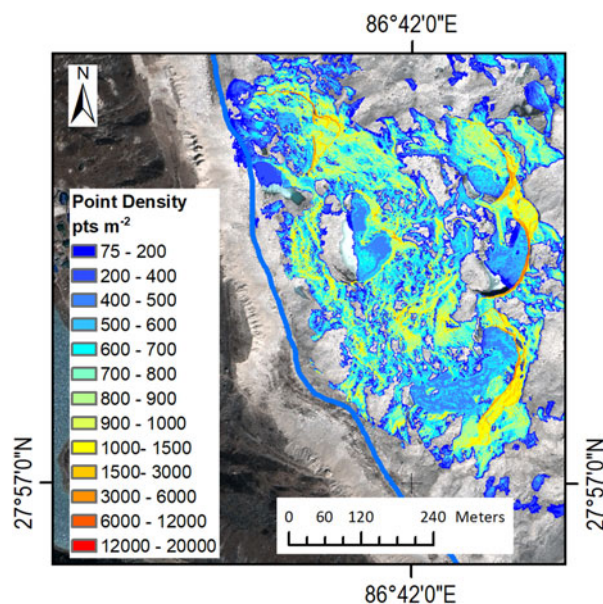 86°42'0"E
N
Point Density
pts m-2
75 - 200
200 - 400
400 - 500
500 - 600
600 - 700
700 - 800
800 - 900
900 - 1000
1000- 1500
1500 - 3000
3000 - 6000
6000 - 12000
12000 - 20000
27°57'0"N
27°57'0"N
0 60 120 240 Meters
86°42'0"E